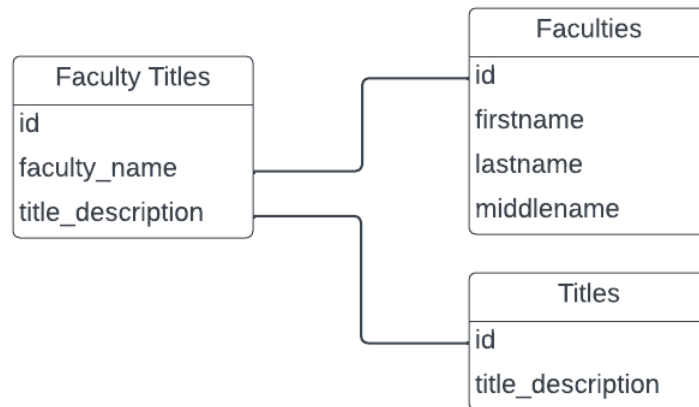 Faculty Titles
id
faculty_name
title_description
Faculties
id
firstname
lastname
middlename
Titles
id
title_description